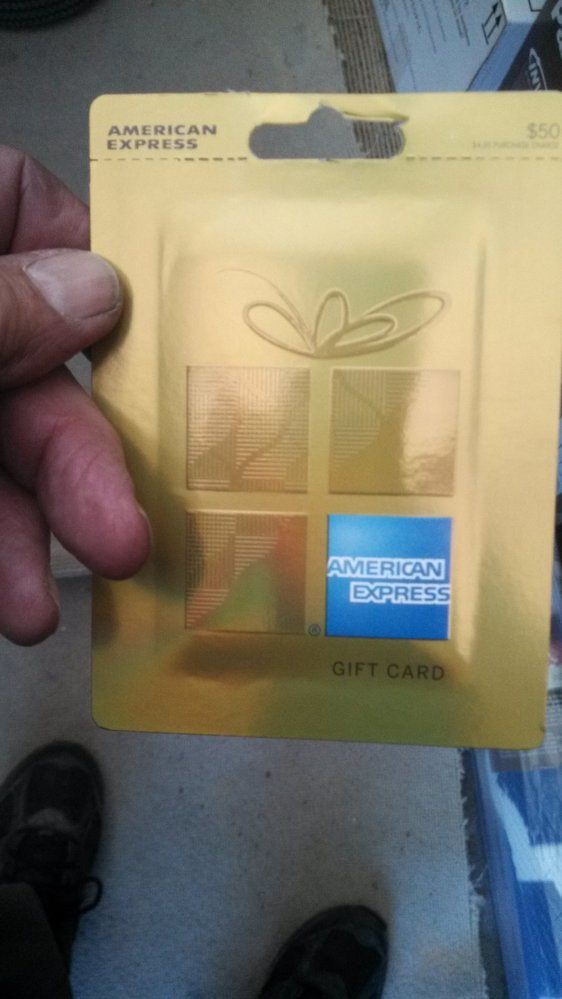 AMERICAN
EXPRESS
$50
AMERICAN
EXPRESS
®
GIFT CARD